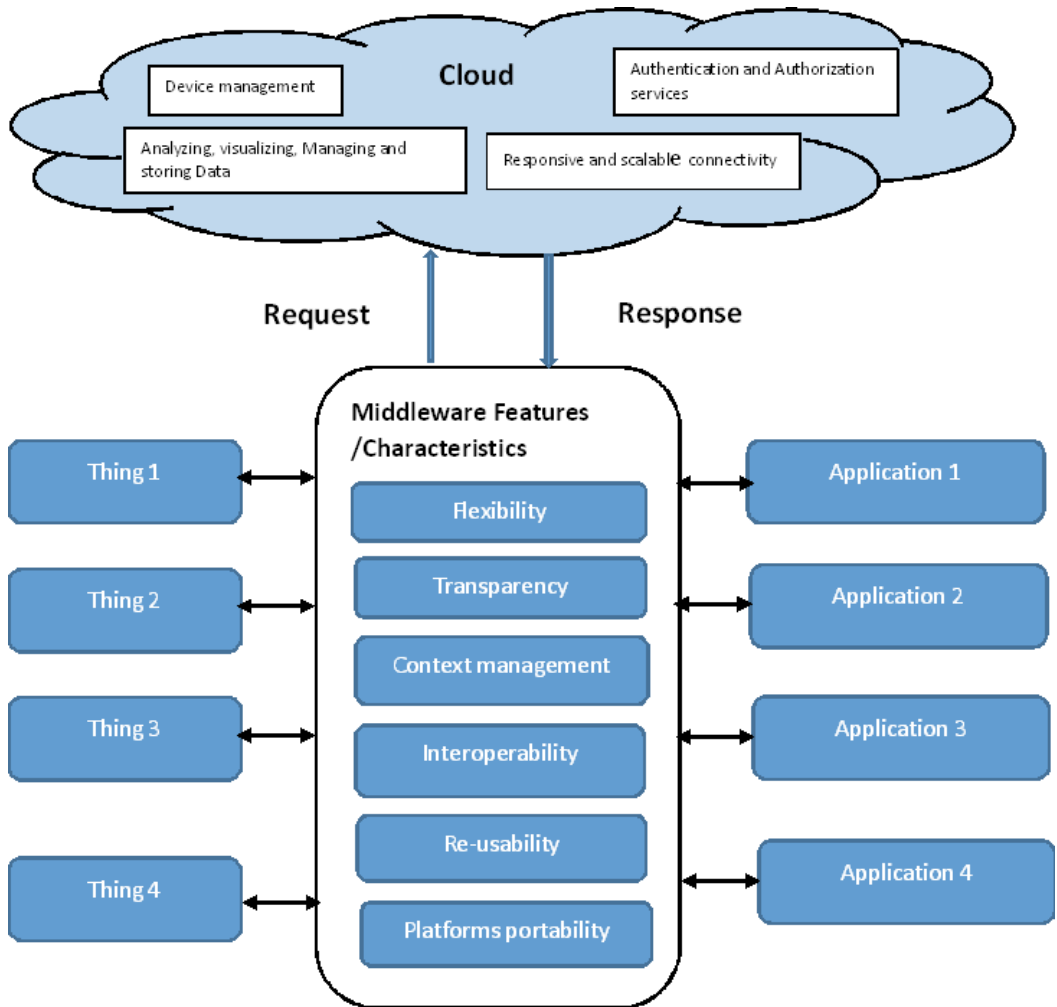 Cloud
Device management
Authentication and Authorization
services
Analyzing, visualizing, Managing and
storing Data
Responsive and scalable connectivity
Request
Response
Middleware Features
/Characteristics
Thing 1
Flexibility
Application 1
Thing 2
Transparency
Application 2
Context management
Thing 3
Interoperability
Application 3
Re-usability
Thing 4
Application 4
Platforms portability